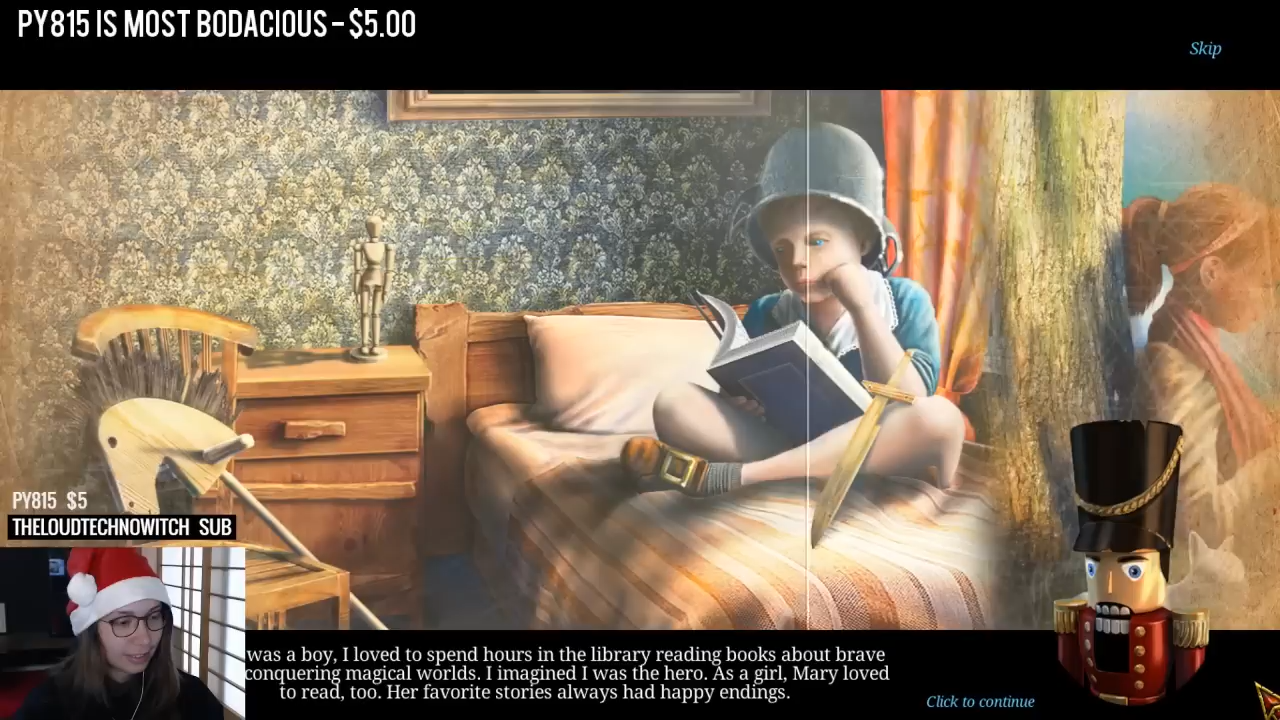 PY815 IS MOST BODACIOUS - $5.00
Skip
PY815 $5
THELOUDTECHNOWITCH SUB
was a boy, I loved to spend hours in the library reading books about brave
conquering magical worlds. I imagined I was the hero. As a girl, Mary loved
to read, too. Her favorite stories always had happy endings.
Click to continue